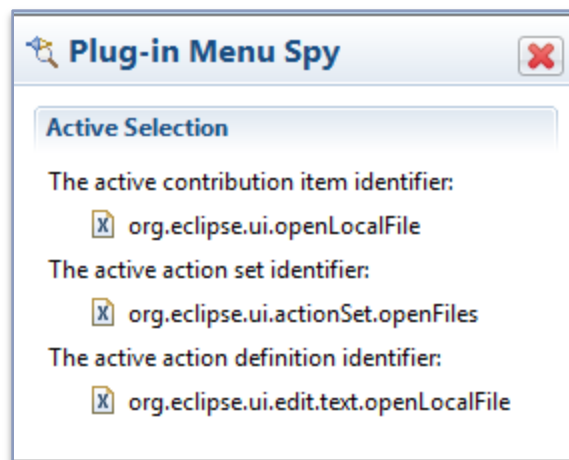 Plug-in Menu Spy
Active Selection
The active contribution item identifier:
org.eclipse.ui.openLocalFile
The active action set identifier:
org.eclipse.ui.actionSet.openFiles
The active action definition identifier:
org.eclipse.ui.edit.text.openLocalFile